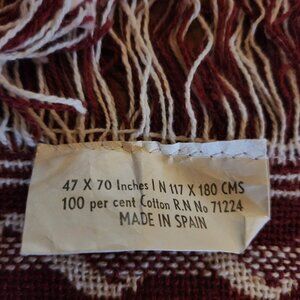 47 X 70 Inches I N 117 X 180 CMS
100 per cent Cotton R.N No 71224
MADE IN SPAIN